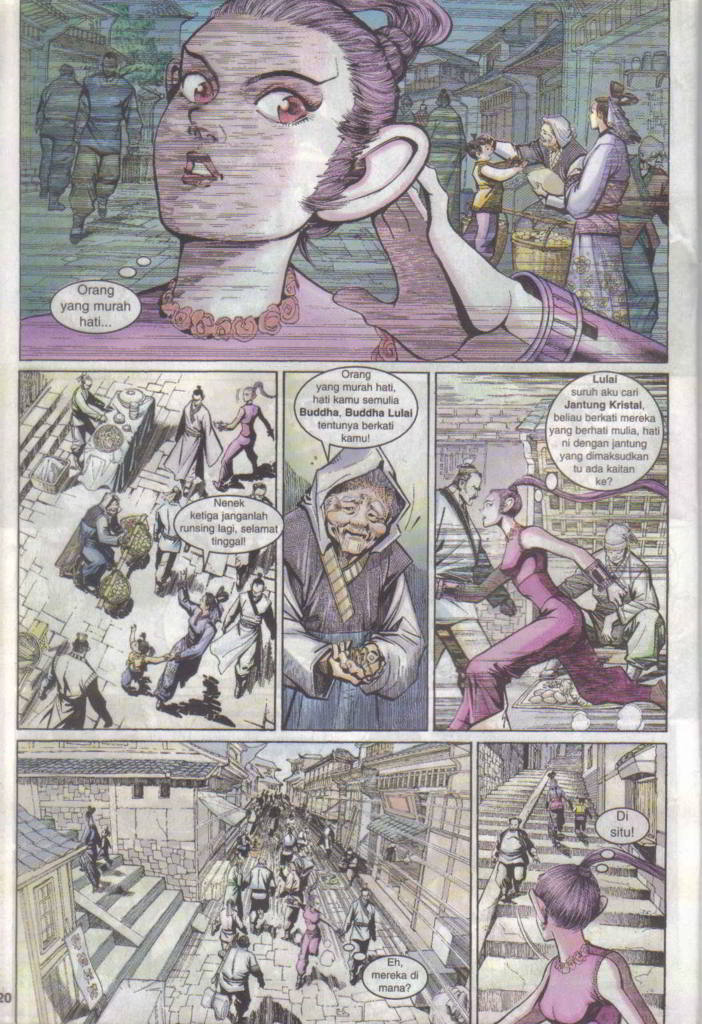 Orang
yang murah
hati...
Nenek
ketiga janganlah
runsing lagi, selamat
tinggal!
Orang
yang murah hati,
hati kamu semulia
Buddha, Buddha Lulai
tentunya berkati
kamu!
Lulai
suruh aku cari
Jantung Kristal,
beliau berkati mereka
yang berhati mulia, hati
ni dengan jantung
yang dimaksudkan
tu ada kaitan
ke?
Eh,
mereka di
mana?
Di
situ!
20